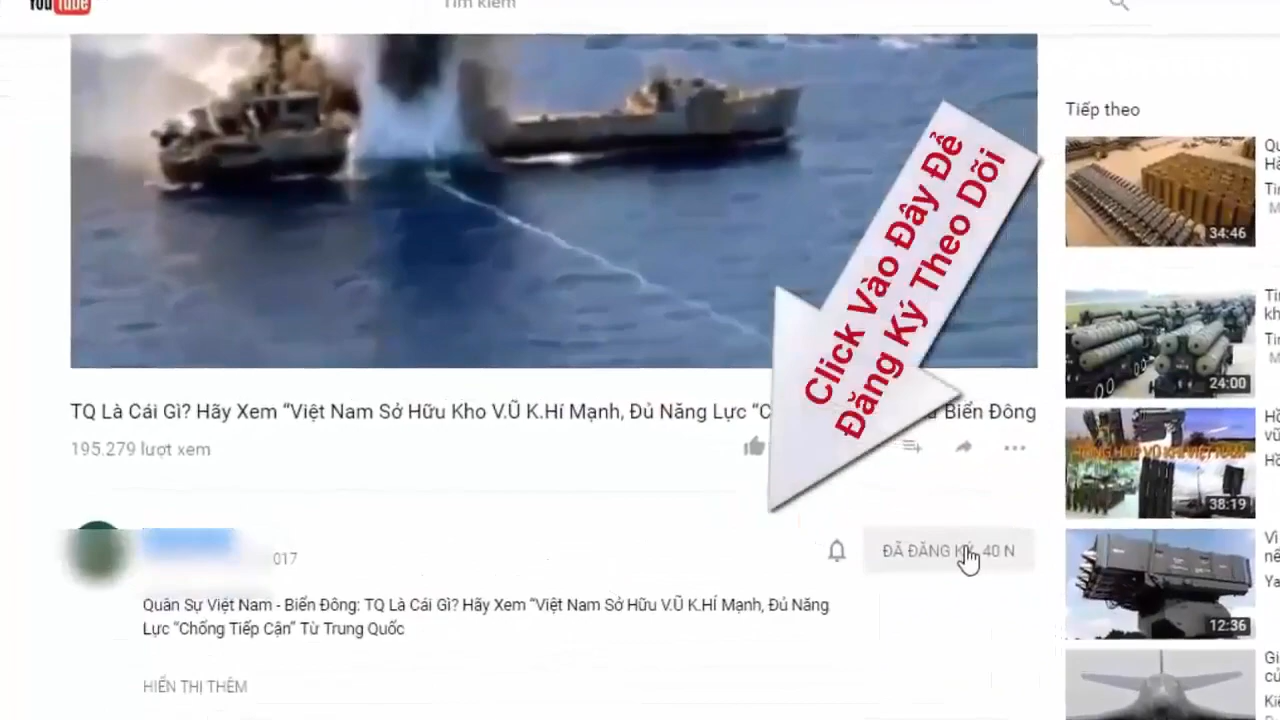 YouTube
Tìm kiếm
Click Vào Đây Để
Đăng Ký Theo Dõi
Tiếp theo
34:46
24:00
38:19
12:36
TQ Là Cái Gì? Hãy Xem “Việt Nam Sở Hữu Kho V.Ũ K.Hí Mạnh, Đủ Năng Lực “C
Biển Đông
195.279 lượt xem
017
ĐÃ ĐĂNG KÝ 40 N
Quân Sự Việt Nam - Biển Đông: TQ Là Cái Gì? Hãy Xem “Việt Nam Sở Hữu V.Ũ K.HÍ Mạnh, Đủ Năng
Lực “Chống Tiếp Cận” Từ Trung Quốc
HIỂN THỊ THÊM